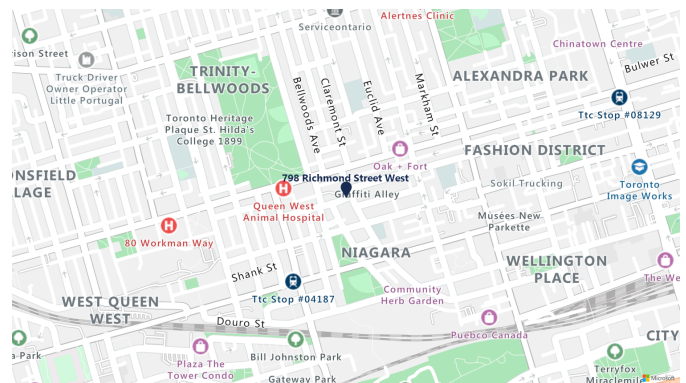 Alertnes Clinic
Serviceontario
ison Street
Chinatown Centre
Truck Driver
Owner Operator
Little Portugal
TRINITY-
BELLWOODS
Bellwoods Ave
Claremont St
Euclid Ave
Markham St
ALEXANDRA PARK
Bulwer St
Ttc Stop #08129
Toronto Heritage
Plaque St. Hilda's
College 1899
Oak + Fort
FASHION DISTRICT
ONSFIELD
LAGE
798 Richmond Street West
Graffiti Alley
Sokil Trucking
Toronto
Image Works
Queen West
Animal Hospital
Musées New
Parkette
80 Workman Way
NIAGARA
WELLINGTON
PLACE
Shank St
The We
Community
Herb Garden
WEST QUEEN
WEST
Ttc Stop #04187
Douro St
Puebco Canada
CITY
a Park
Bill Johnston Park
Plaza The
Tower Condo
Gateway Park
Terryfox
Miraclemile
Microsoft